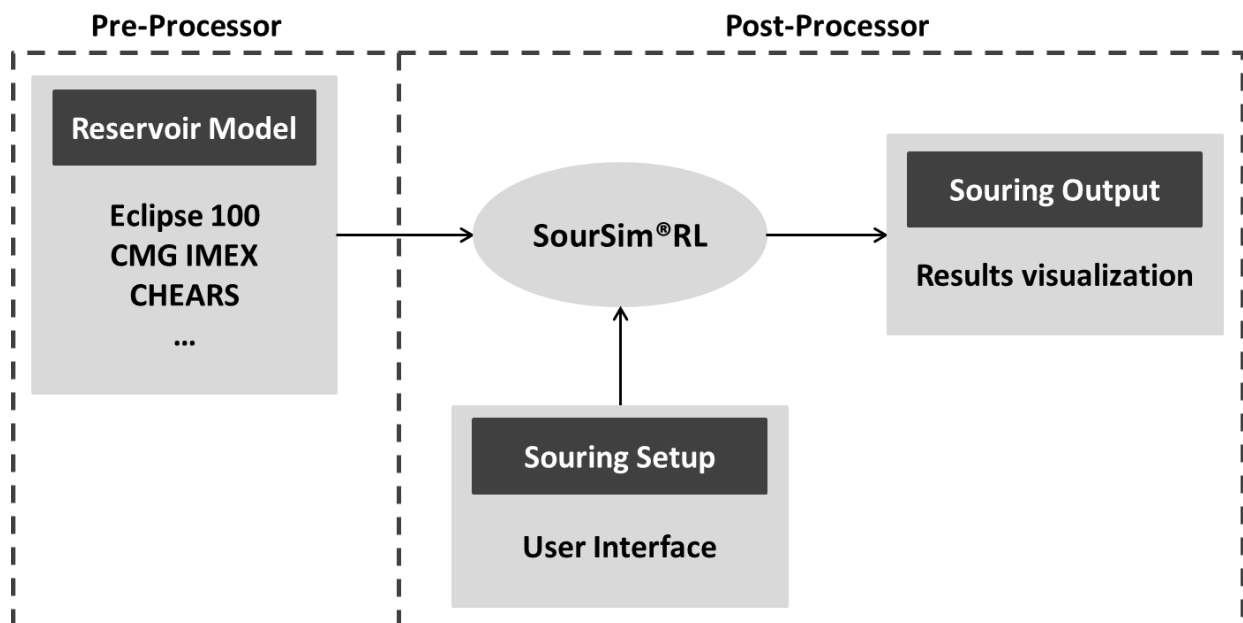 Pre-Processor
Post-Processor
Reservoir Model
Eclipse 100
CMG IMEX
CHEARS
...
SourSim®RL
Souring Output
Results visualization
Souring Setup
User Interface